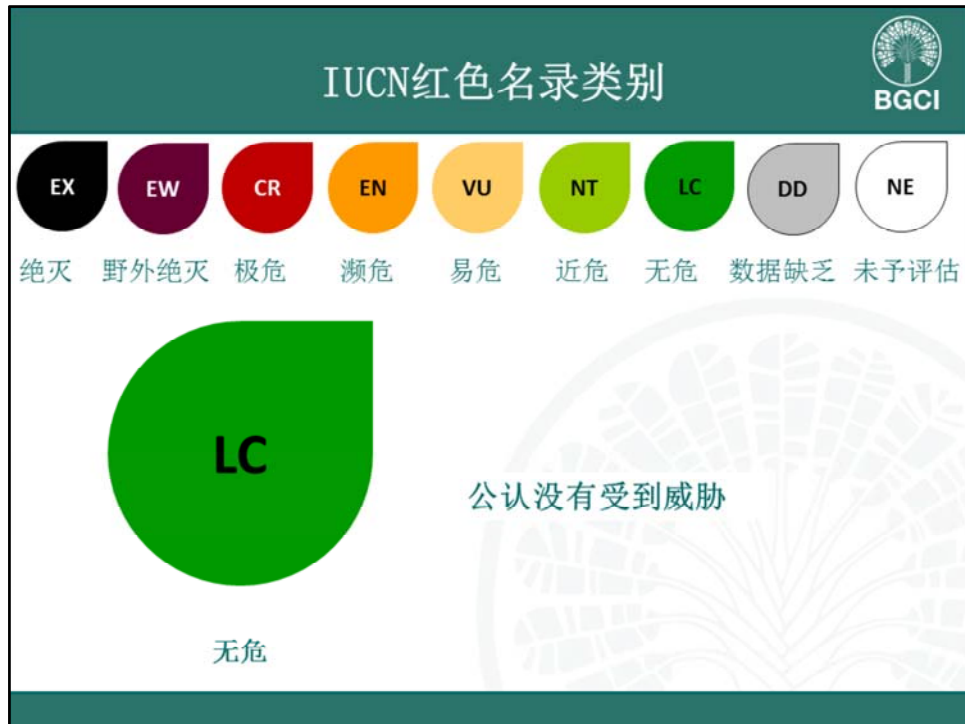 IUCN红色名录类别
BGCI
EX EW CR EN VU NT LC DD NE
绝灭 野外绝灭 极危 濒危 易危 近危 无危 数据缺乏 未予评估
LC
公认没有受到威胁
无危